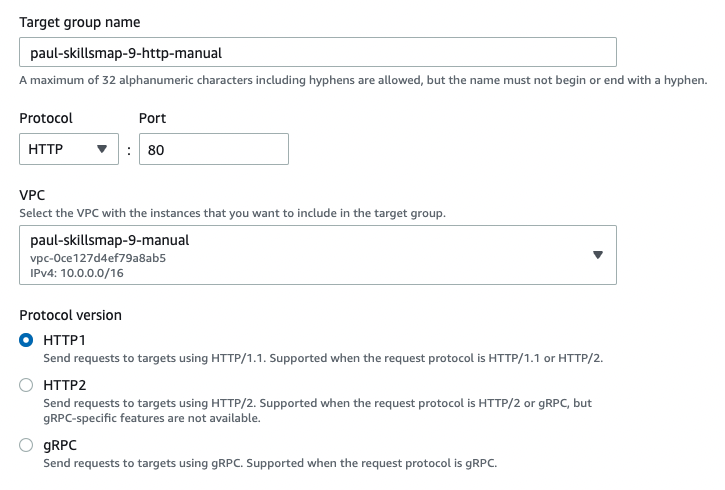 Target group name
paul-skillsmap-9-http-manual
A maximum of 32 alphanumeric characters including hyphens are allowed, but the name must not begin or end with a hyphen.
Protocol Port
HTTP : 80
VPC
Select the VPC with the instances that you want to include in the target group.
paul-skillsmap-9-manual
vpc-0ce127d4ef79a8ab5
IPv4: 10.0.0.0/16
Protocol version
HTTP1
Send requests to targets using HTTP/1.1. Supported when the request protocol is HTTP/1.1 or HTTP/2.
HTTP2
Send requests to targets using HTTP/2. Supported when the request protocol is HTTP/2 or gRPC, but
gRPC-specific features are not available.
gRPC
Send requests to targets using gRPC. Supported when the request protocol is gRPC.